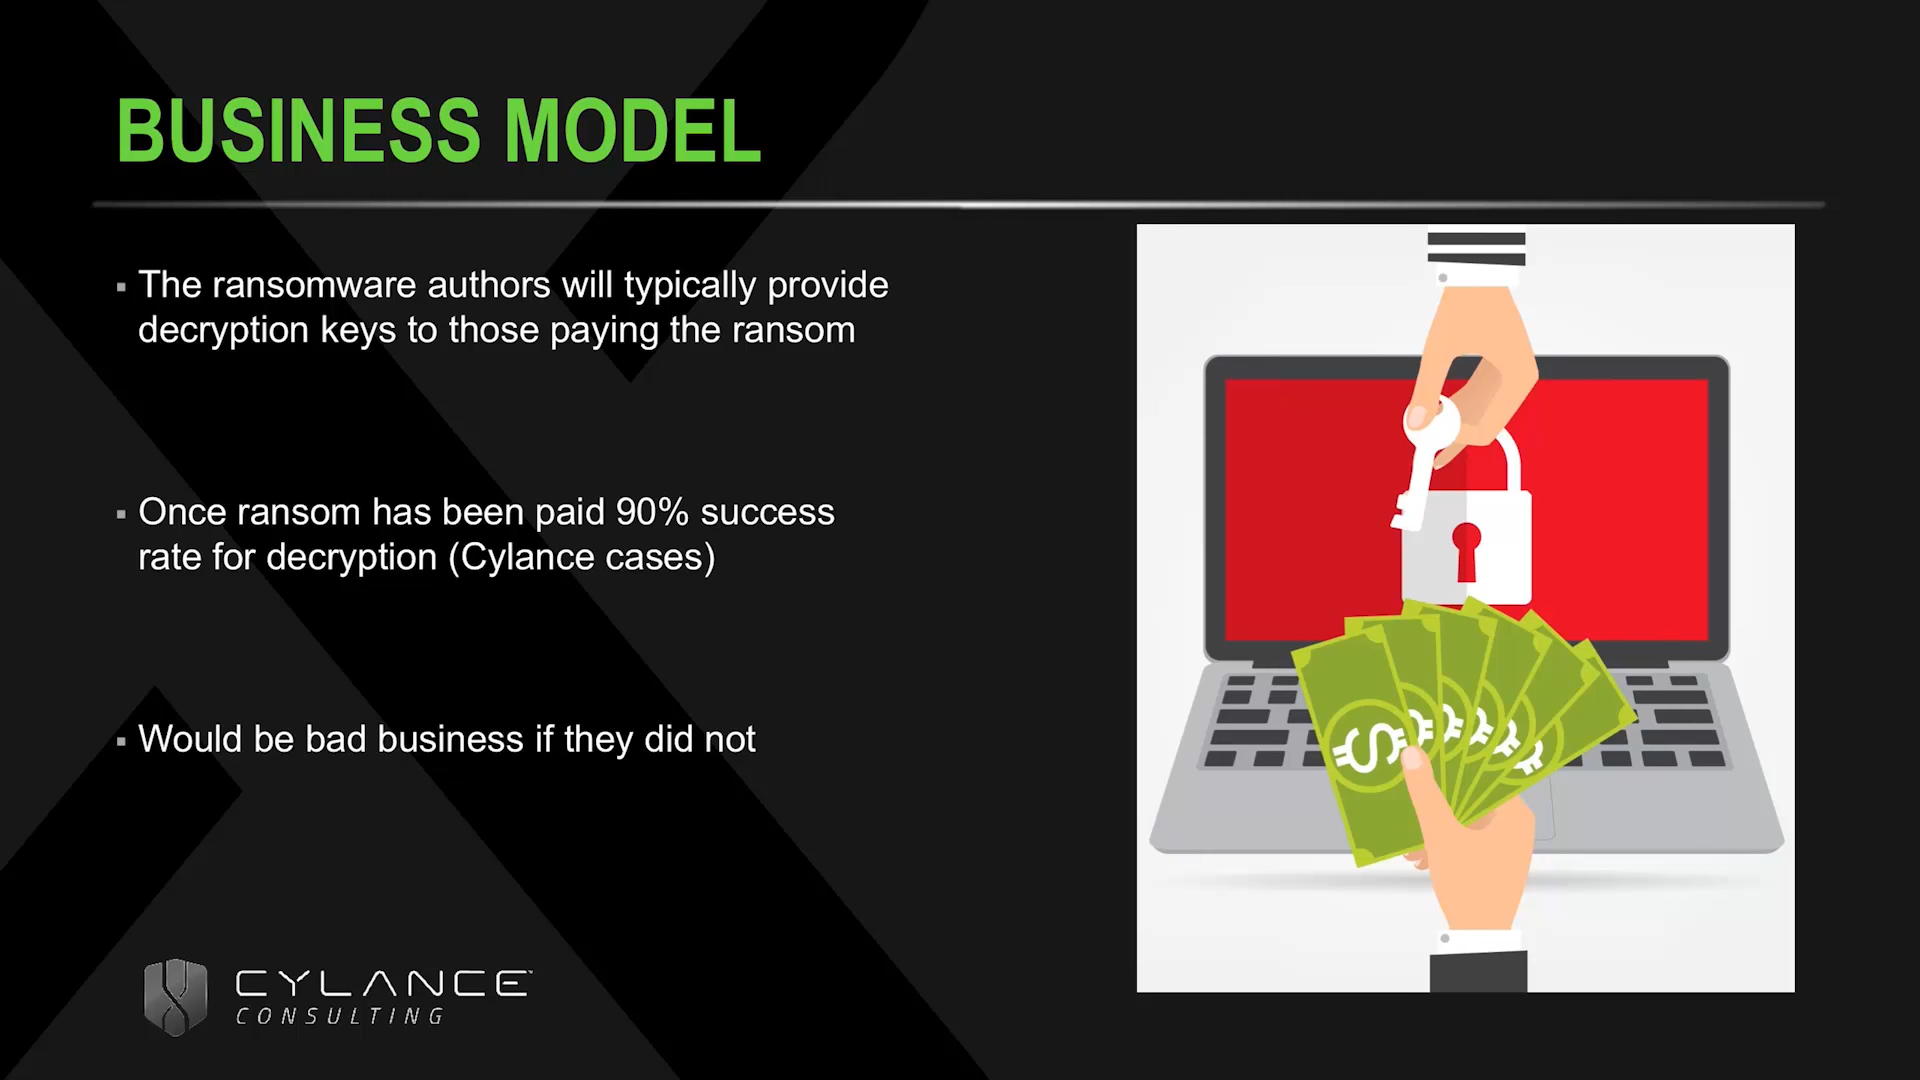 BUSINESS MODEL
▪ The ransomware authors will typically provide
decryption keys to those paying the ransom
▪ Once ransom has been paid 90% success
rate for decryption (Cylance cases)
▪ Would be bad business if they did not
CYLANCE™
CONSULTING
$